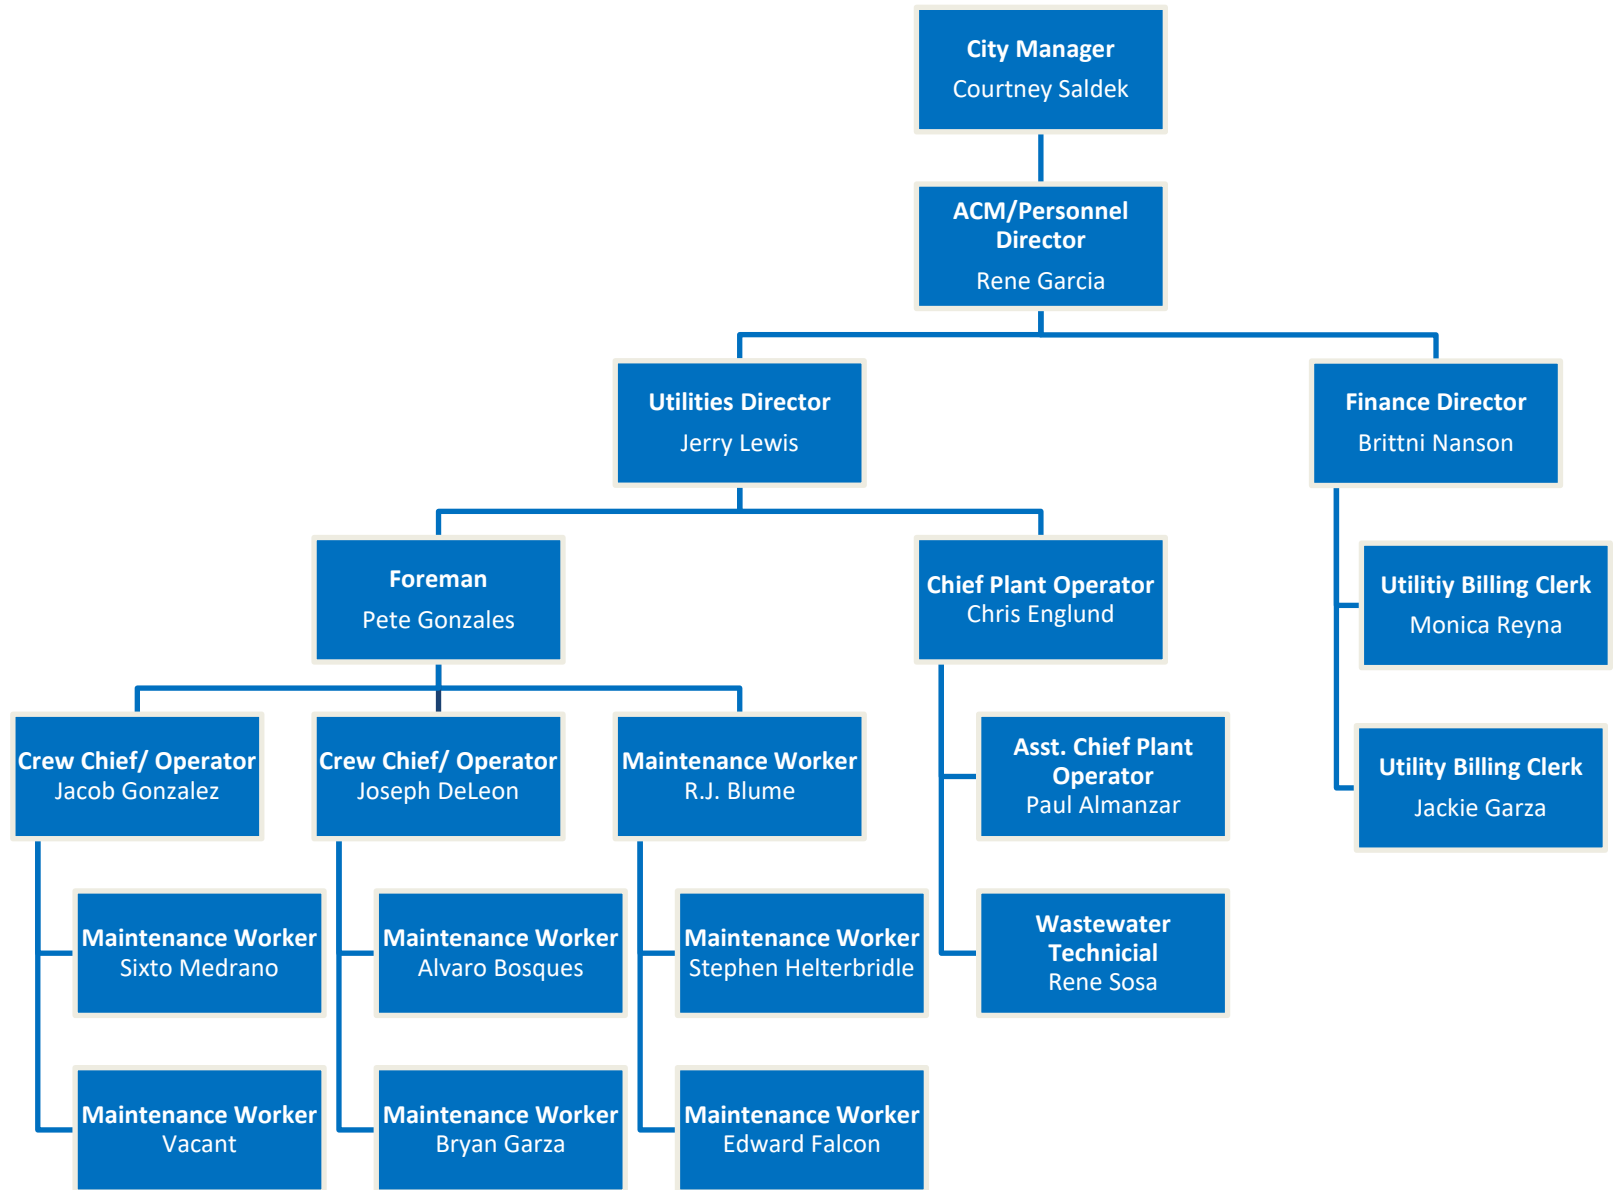 City Manager
Courtney Saldek
ACM/Personnel
Director
Rene Garcia
Utilities Director
Jerry Lewis
Finance Director
Brittni Nanson
Foreman
Pete Gonzales
Chief Plant Operator
Chris Englund
Utilitiy Billing Clerk
Monica Reyna
Crew Chief/ Operator
Jacob Gonzalez
Crew Chief/ Operator
Joseph DeLeon
Maintenance Worker
R.J. Blume
Asst. Chief Plant
Operator
Paul Almanzar
Utility Billing Clerk
Jackie Garza
Maintenance Worker
Sixto Medrano
Maintenance Worker
Alvaro Bosques
Maintenance Worker
Stephen Helterbridle
Wastewater
Technicial
Rene Sosa
Maintenance Worker
Vacant
Maintenance Worker
Bryan Garza
Maintenance Worker
Edward Falcon